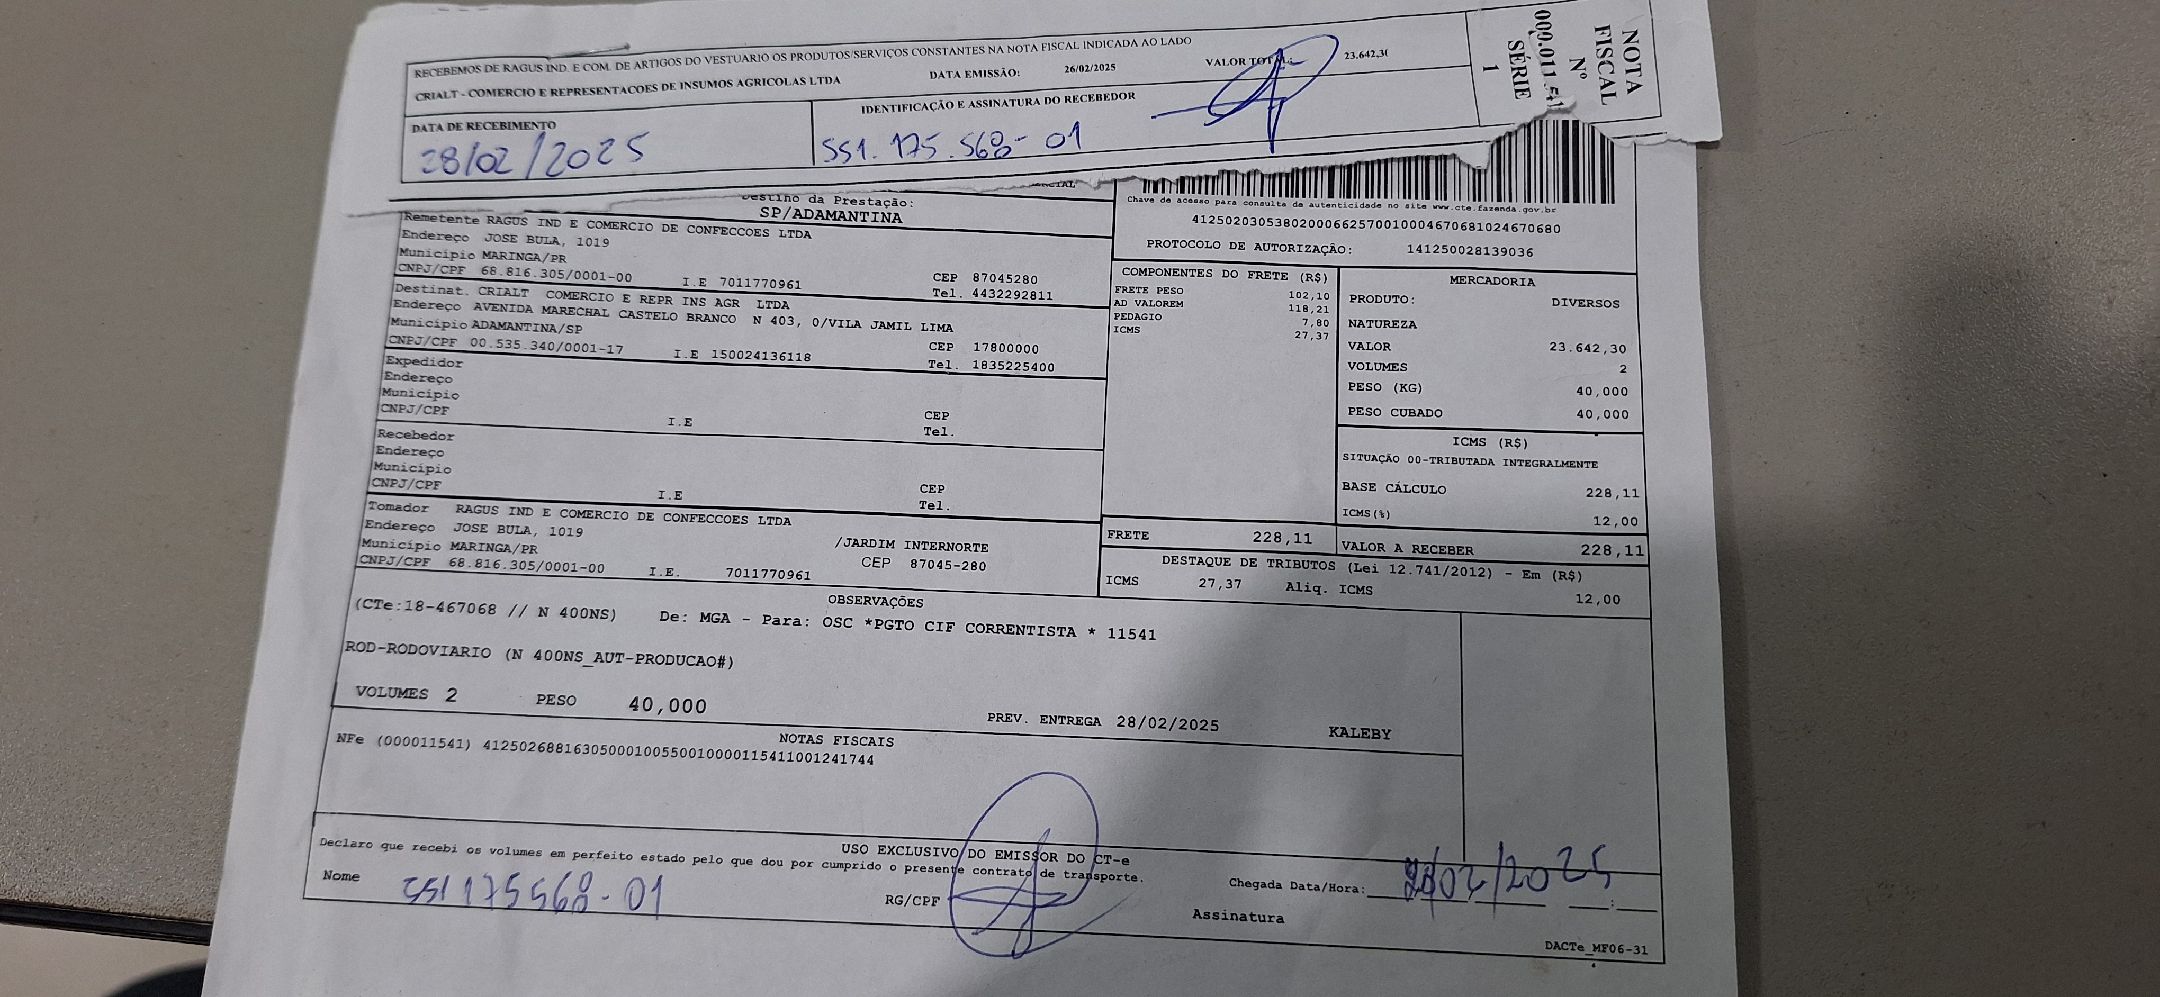 RECEBEMOS DE RAGUS IND. E COM. DE ARTIGOS DO VESTUARIO OS PRODUTOS/SERVIÇOS CONSTANTES NA NOTA FISCAL INDICADA AO LADO
CRIALT - COMERCIO E REPRESENTACOES DE INSUMOS AGRICOLAS LTDA DATA EMISSÃO: 26/02/2025 VALOR TOTAL: 23.642,3
DATA DE RECEBIMENTO IDENTIFICAÇÃO E ASSINATURA DO RECEBEDOR
28/02/2025 551.175.568-01
NOTA
FISCAL
Nº
000.011.541
SÉRIE
1
Destino da Prestação:
SP/ADAMANTINA
Chave de acesso para consulta de autenticidade no site www.cte.fazenda.gov.br
41250203053802000662570010004670681024670680
PROTOCOLO DE AUTORIZAÇÃO: 141250028139036
Remetente RAGUS IND E COMERCIO DE CONFECCOES LTDA
Endereço JOSE BULA, 1019
Município MARINGA/PR CEP 87045280
CNPJ/CPF 68.816.305/0001-00 I.E 7011770961 Tel. 4432292811
Destinat. CRIALT COMERCIO E REPR INS AGR LTDA
Endereço AVENIDA MARECHAL CASTELO BRANCO N 403, 0/VILA JAMIL LIMA
Município ADAMANTINA/SP CEP 17800000
CNPJ/CPF 00.535.340/0001-17 I.E 150024136118 Tel. 1835225400
Expedidor
Endereço
Município CEP
CNPJ/CPF I.E Tel.
Recebedor
Endereço
Município CEP
CNPJ/CPF I.E Tel.
Tomador RAGUS IND E COMERCIO DE CONFECCOES LTDA
Endereço JOSE BULA, 1019 /JARDIM INTERNORTE
Município MARINGA/PR CEP 87045-280
CNPJ/CPF 68.816.305/0001-00 I.E. 7011770961
COMPONENTES DO FRETE (R$)
FRETE PESO 102,10
AD VALOREM 118,21
PEDAGIO 7,80
ICMS 27,37
MERCADORIA
PRODUTO: DIVERSOS
NATUREZA
VALOR 23.642,30
VOLUMES 2
PESO (KG) 40,000
PESO CUBADO 40,000
ICMS (R$)
SITUAÇÃO 00-TRIBUTADA INTEGRALMENTE
BASE CÁLCULO 228,11
ICMS(%) 12,00
FRETE 228,11 VALOR A RECEBER 228,11
DESTAQUE DE TRIBUTOS (Lei 12.741/2012) - Em (R$)
ICMS 27,37 Aliq. ICMS 12,00
OBSERVAÇÕES
(CTe:18-467068 // N 400NS) De: MGA - Para: OSC *PGTO CIF CORRENTISTA * 11541
ROD-RODOVIARIO (N 400NS_AUT-PRODUCAO#)
VOLUMES 2 PESO 40,000 PREV. ENTREGA 28/02/2025 KALEBY
NOTAS FISCAIS
NFe (000011541) 41250268816305000100550010000115411001241744
USO EXCLUSIVO DO EMISSOR DO CT-e
Declaro que recebi os volumes em perfeito estado pelo que dou por cumprido o presente contrato de transporte.
Nome 551175568-01 RG/CPF Chegada Data/Hora: 28/02/2025 __:__
Assinatura
DACTe_MF06-31